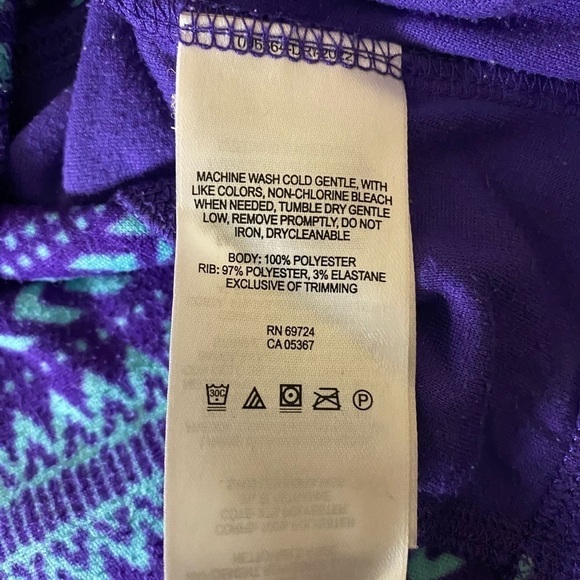 MACHINE WASH COLD GENTLE, WITH
LIKE COLORS, NON-CHLORINE BLEACH
WHEN NEEDED, TUMBLE DRY GENTLE
LOW, REMOVE PROMPTLY, DO NOT
IRON, DRYCLEANABLE
BODY: 100% POLYESTER
RIB: 97% POLYESTER, 3% ELASTANE
EXCLUSIVE OF TRIMMING
RN 69724
CA 05367
30C P